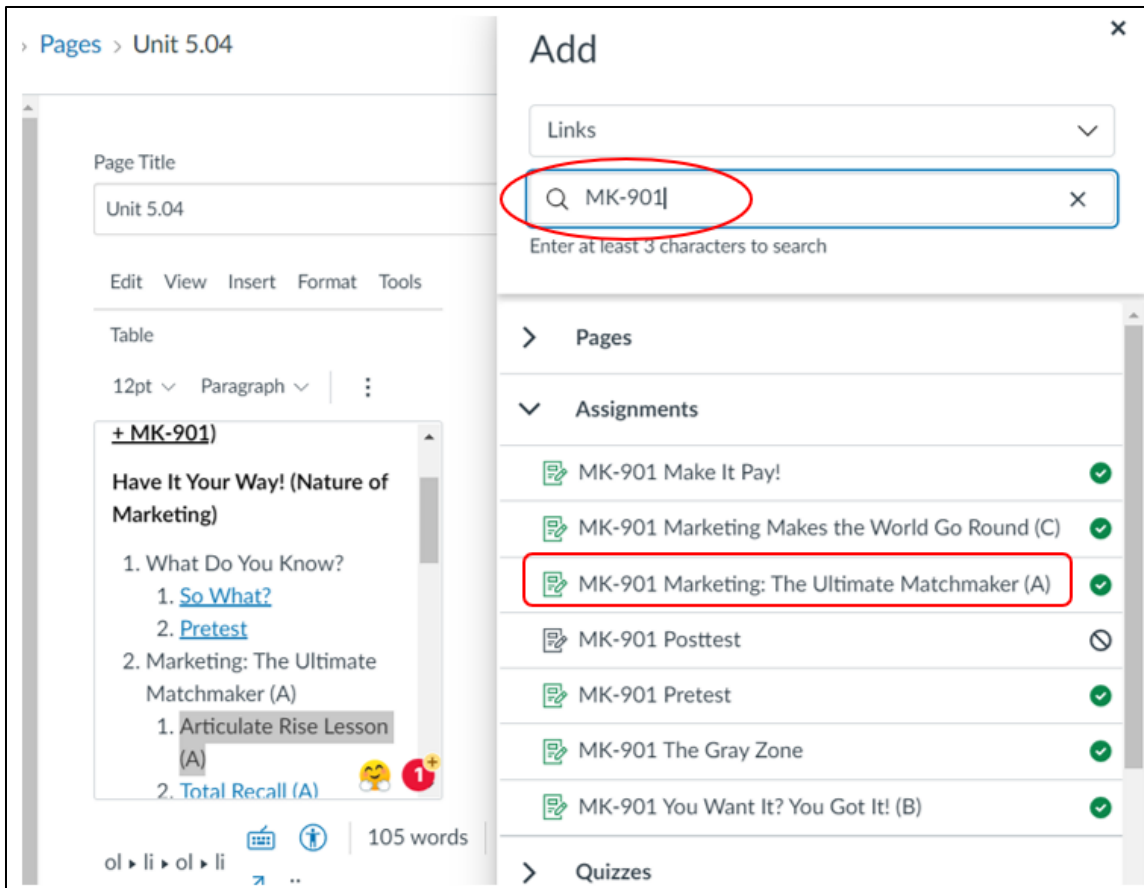 › Pages › Unit 5.04
Page Title
Unit 5.04
Edit View Insert Format Tools
Table
12pt Paragraph
+ MK-901)
Have It Your Way! (Nature of
Marketing)
1. What Do You Know?
1. So What?
2. Pretest
2. Marketing: The Ultimate
Matchmaker (A)
1. Articulate Rise Lesson
(A)
2. Total Recall (A)
1
105 words
ol ▸ li ▸ ol ▸ li
Add
Links
MK-901
Enter at least 3 characters to search
Pages
Assignments
MK-901 Make It Pay!
MK-901 Marketing Makes the World Go Round (C)
MK-901 Marketing: The Ultimate Matchmaker (A)
MK-901 Posttest
MK-901 Pretest
MK-901 The Gray Zone
MK-901 You Want It? You Got It! (B)
Quizzes